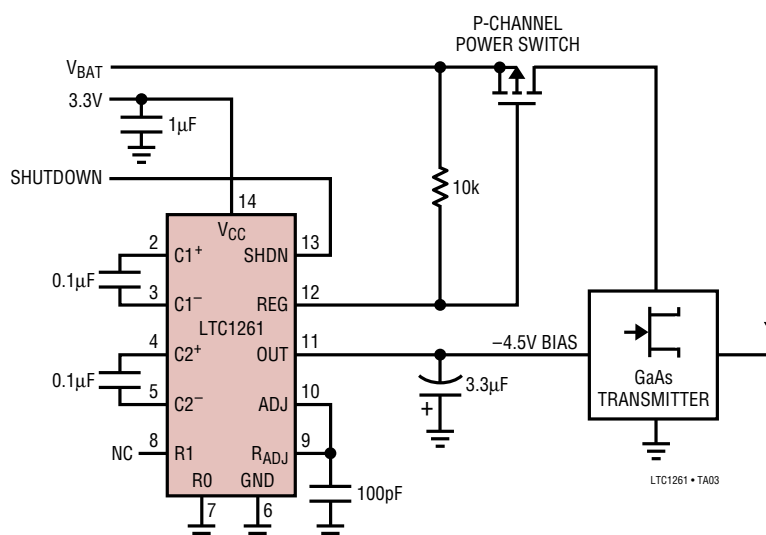 P-CHANNEL
POWER SWITCH
VBAT
3.3V
1µF
SHUTDOWN
10k
14
VCC
2
C1+
13
SHDN
0.1µF
3
C1–
12
REG
LTC1261
4
C2+
11
OUT
–4.5V BIAS
0.1µF
5
C2–
10
ADJ
3.3µF
+
GaAs
TRANSMITTER
NC
8
R1
9
RADJ
R0
GND
100pF
7
6
LTC1261 • TA03